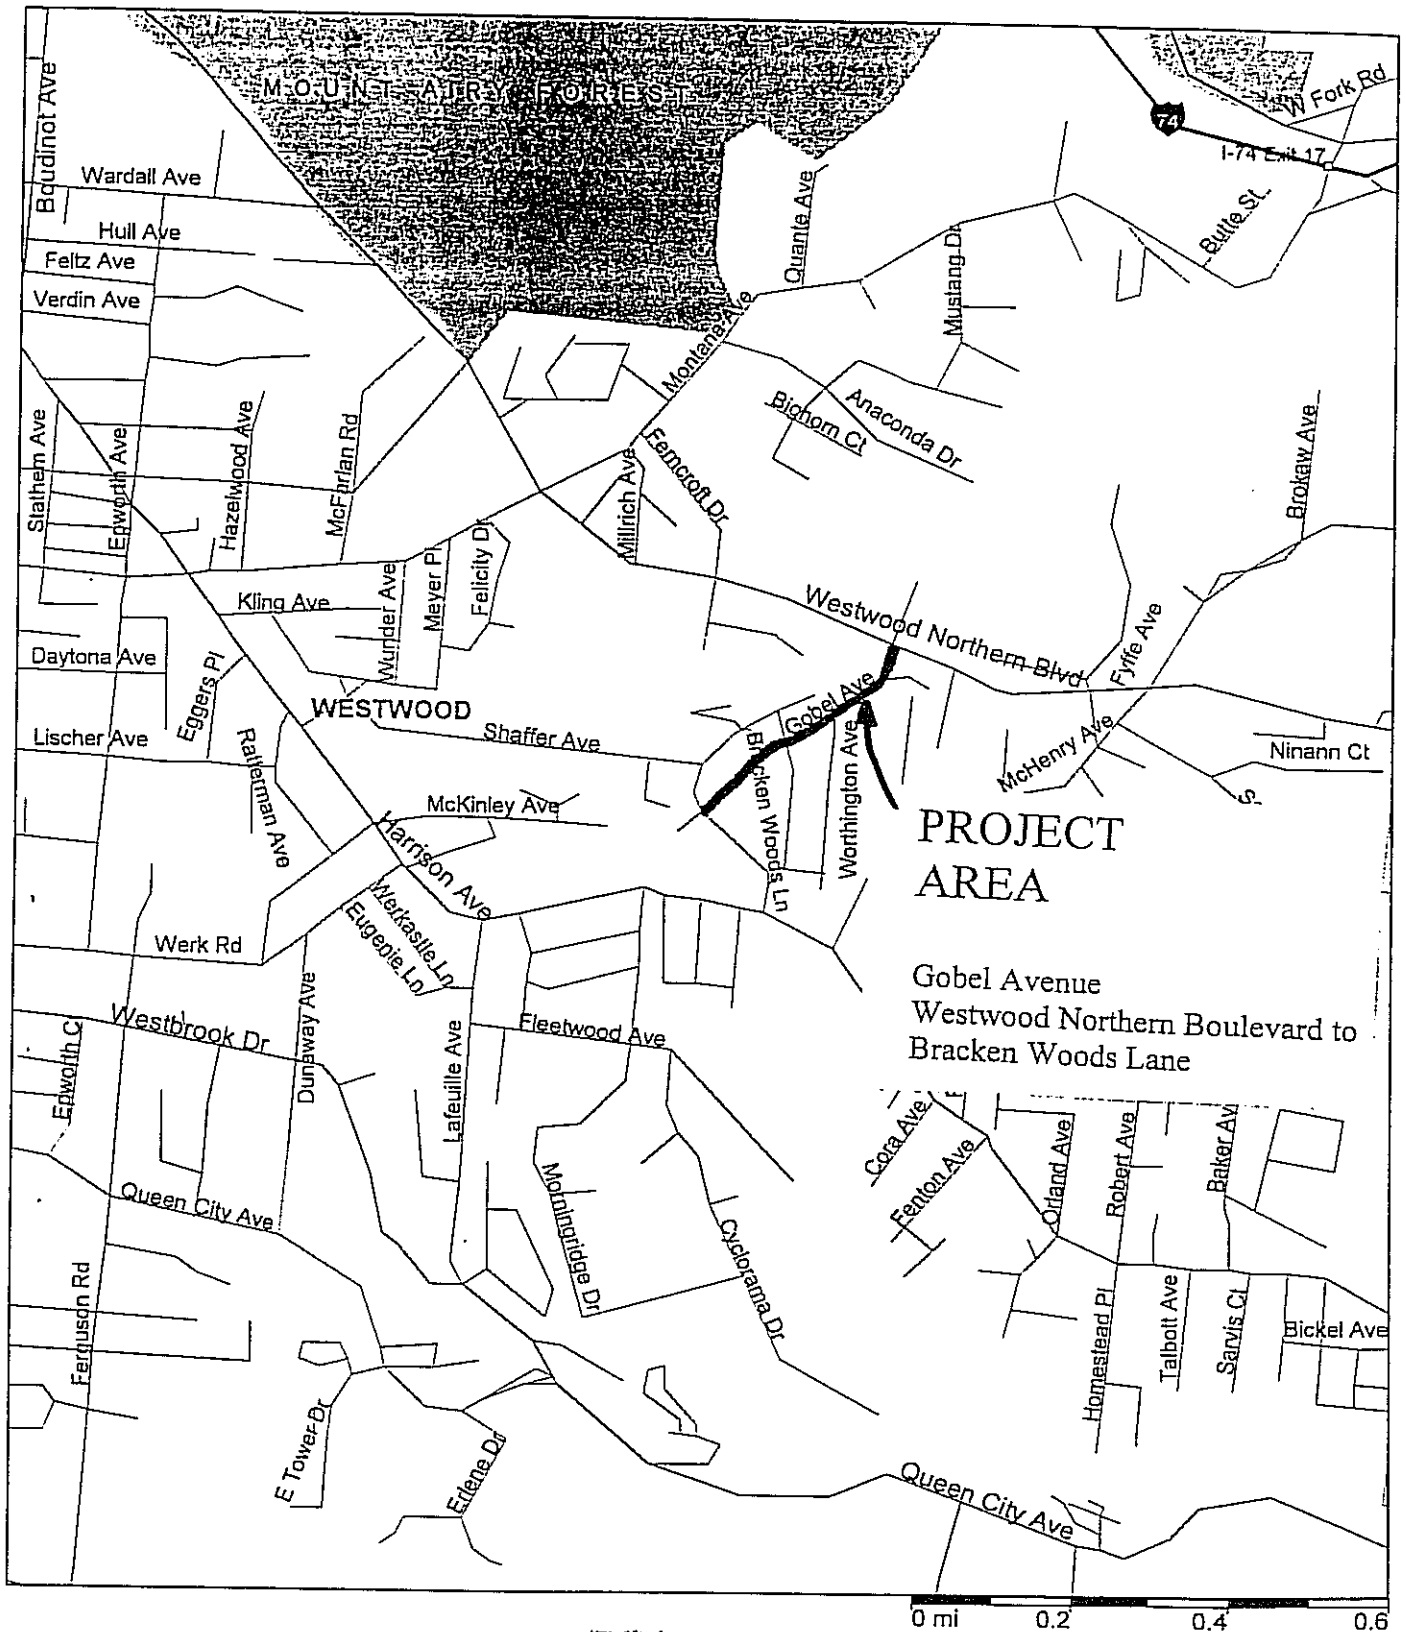 MOUNT AIRY FOREST
74
W Fork Rd
I-74 Exit 17
Boudinot Ave
Wardall Ave
Hull Ave
Feltz Ave
Verdin Ave
Quante Ave
Butte St
Mustang Dr
Montana Ave
Anaconda Dr
Bighorn Ct
Stathem Ave
Epworth Ave
Hazelwood Ave
McFarlan Rd
Ferncroft Dr
Millrich Ave
Brokaw Ave
Felicity Dr
Meyer Pl
Wunder Ave
Kling Ave
Westwood Northern Blvd
Fyffe Ave
Daytona Ave
Eggers Pl
WESTWOOD
Gobel Ave
Shaffer Ave
Lischer Ave
Ratterman Ave
Bracken Woods Ln
Worthington Ave
McHenry Ave
Ninann Ct
McKinley Ave
Harrison Ave
PROJECT
AREA
Werkastle Ln
Eugenie Ln
Werk Rd
Gobel Avenue
Westwood Northern Boulevard to
Bracken Woods Lane
Westbrook Dr
Dunaway Ave
Fleetwood Ave
Lafeuille Ave
Epworth C
Cora Ave
Fenton Ave
Orland Ave
Robert Ave
Baker Av
Queen City Ave
Morningridge Dr
Cyclorama Dr
Ferguson Rd
Homestead Pl
Talbott Ave
Sarvis Ct
Bickel Ave
E Tower Dr
Erlene Dr
Queen City Ave
0 mi 0.2 0.4 0.6